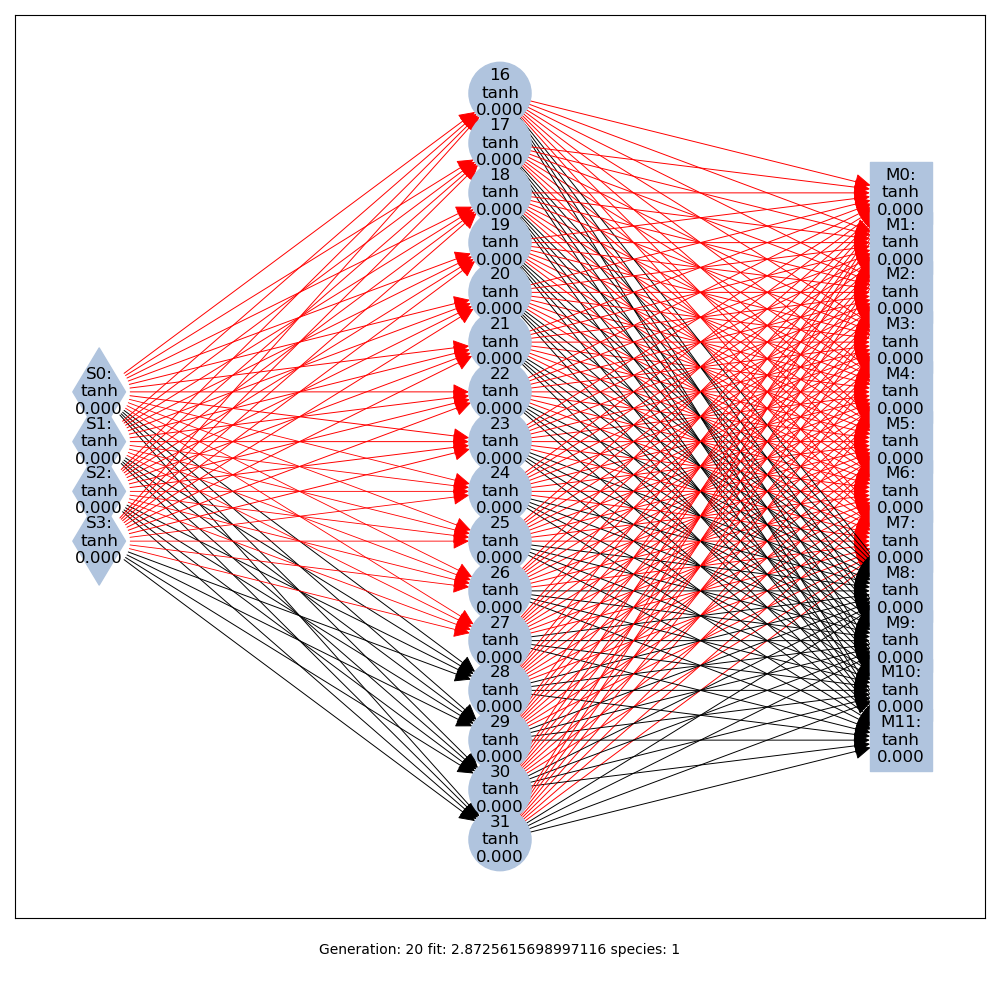 S0:
tanh
0.000
S1:
tanh
0.000
S2:
tanh
0.000
S3:
tanh
0.000
16
tanh
0.000
17
tanh
0.000
18
tanh
0.000
19
tanh
0.000
20
tanh
0.000
21
tanh
0.000
22
tanh
0.000
23
tanh
0.000
24
tanh
0.000
25
tanh
0.000
26
tanh
0.000
27
tanh
0.000
28
tanh
0.000
29
tanh
0.000
30
tanh
0.000
31
tanh
0.000
M0:
tanh
0.000
M1:
tanh
0.000
M2:
tanh
0.000
M3:
tanh
0.000
M4:
tanh
0.000
M5:
tanh
0.000
M6:
tanh
0.000
M7:
tanh
0.000
M8:
tanh
0.000
M9:
tanh
0.000
M10:
tanh
0.000
M11:
tanh
0.000
Generation: 20 fit: 2.8725615698997116 species: 1